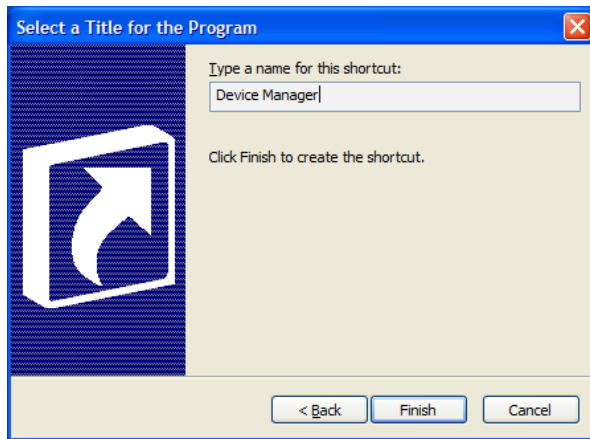 Select a Title for the Program
Type a name for this shortcut:
Device Manager
Click Finish to create the shortcut.
< Back
Finish
Cancel